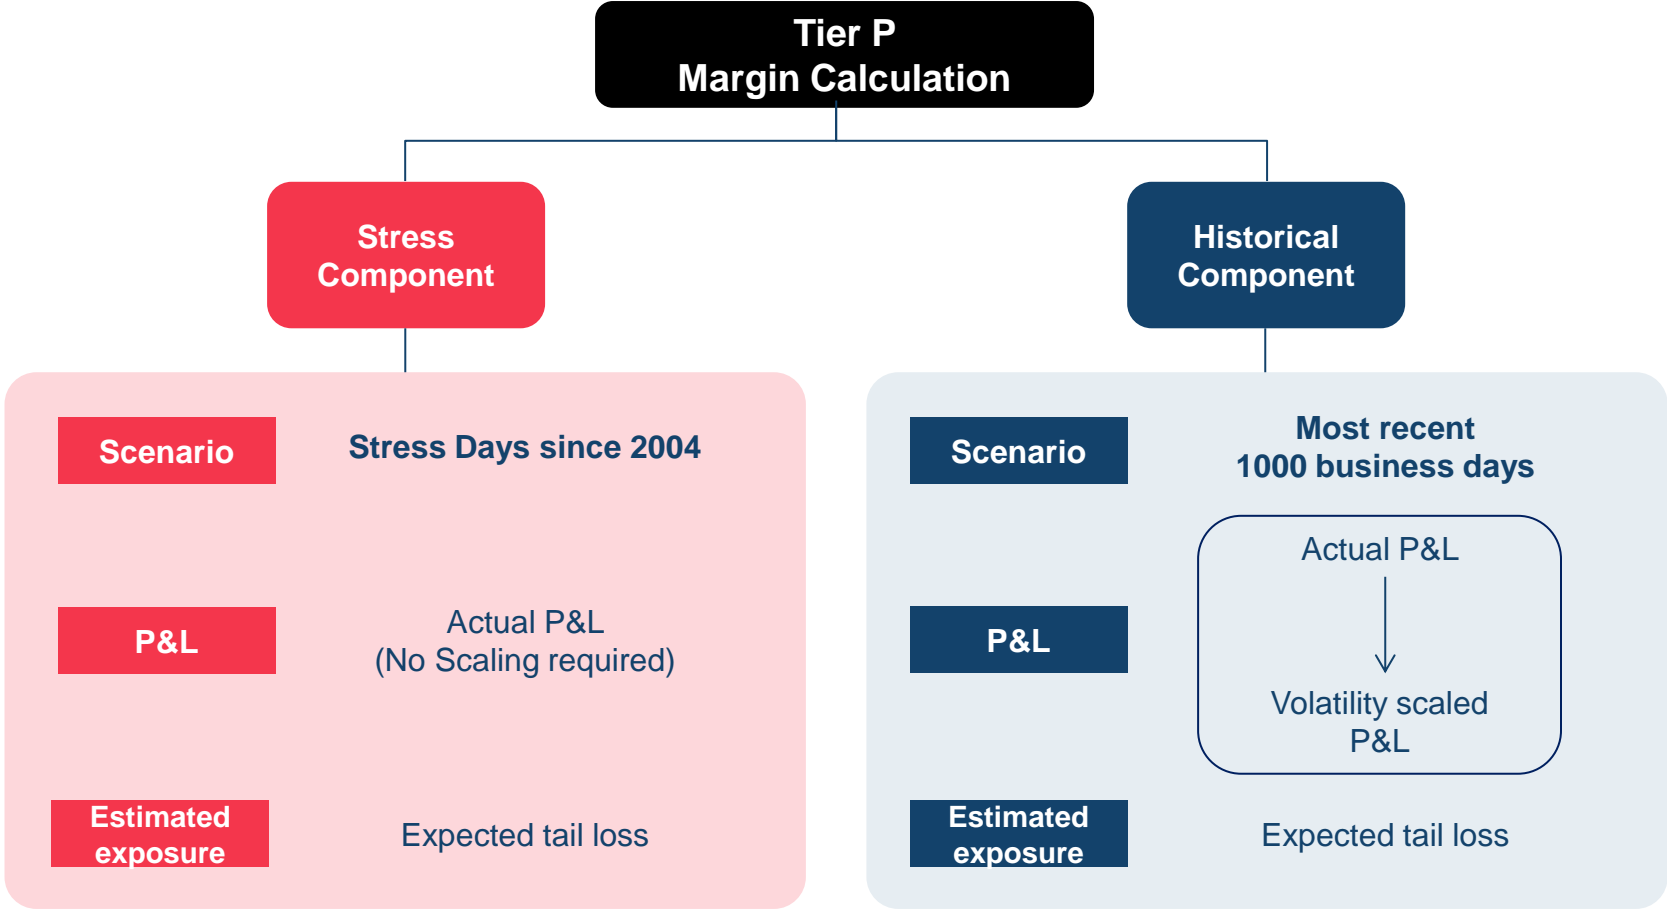 Tier P
Margin Calculation
Stress
Component
Scenario
Stress Days since 2004
P&L
Actual P&L
(No Scaling required)
Estimated
exposure
Expected tail loss
Historical
Component
Scenario
Most recent
1000 business days
P&L
Actual P&L
Volatility scaled
P&L
Estimated
exposure
Expected tail loss